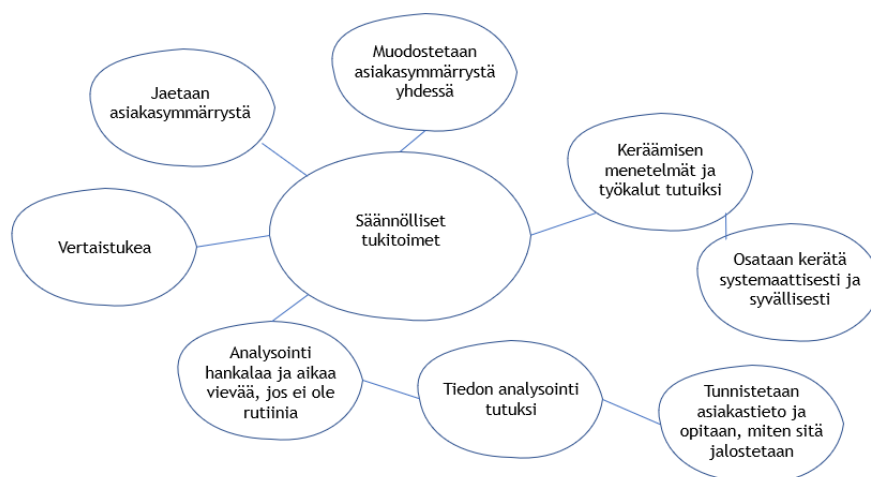 Muodostetaan
asiakasymmärrystä
yhdessä
Jaetaan
asiakasymmärrystä
Keräämisen
menetelmät ja
työkalut tutuiksi
Säännölliset
tukitoimet
Vertaistukea
Osataan kerätä
systemaattisesti ja
syvällisesti
Analysointi
hankalaa ja aikaa
vievää, jos ei ole
rutiinia
Tiedon analysointi
tutuksi
Tunnistetaan
asiakastieto ja
opitaan, miten sitä
jalostetaan